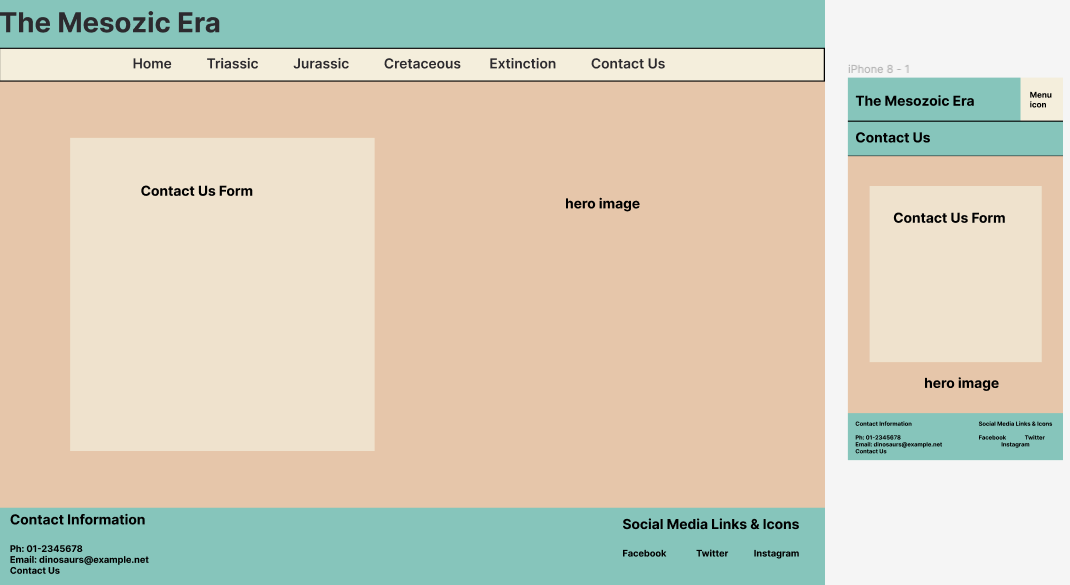 The Mesozic Era
Home Triassic Jurassic Cretaceous Extinction Contact Us
Contact Us Form
hero image
Contact Information
Ph: 01-2345678
Email: dinosaurs@example.net
Contact Us
Social Media Links & Icons
Facebook Twitter Instagram
iPhone 8 - 1
The Mesozoic Era
Menu
icon
Contact Us
Contact Us Form
hero image
Contact Information
Ph: 01-2345678
Email: dinosaurs@example.net
Contact Us
Social Media Links & Icons
Facebook Twitter
Instagram